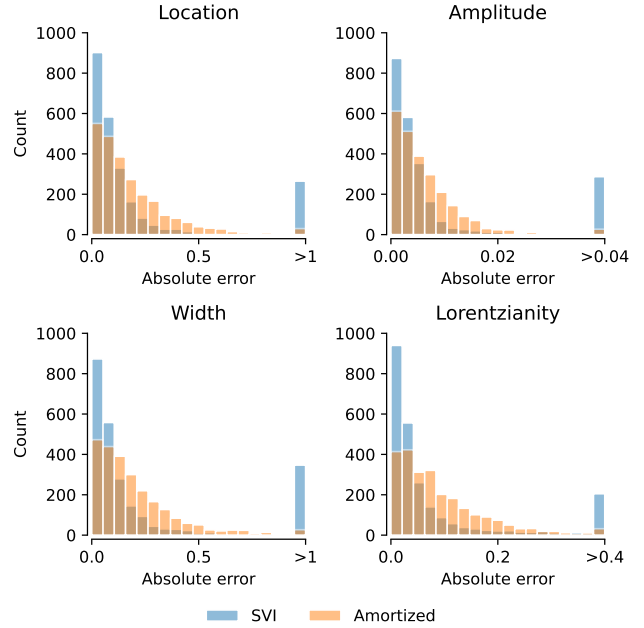 Location
1000
800
600
400
200
0
Count
0.0 0.5 >1
Absolute error
Amplitude
1000
800
600
400
200
0
0.00 0.02 >0.04
Absolute error
Width
1000
800
600
400
200
0
Count
0.0 0.5 >1
Absolute error
Lorentzianity
1000
800
600
400
200
0
0.0 0.2 >0.4
Absolute error
SVI Amortized